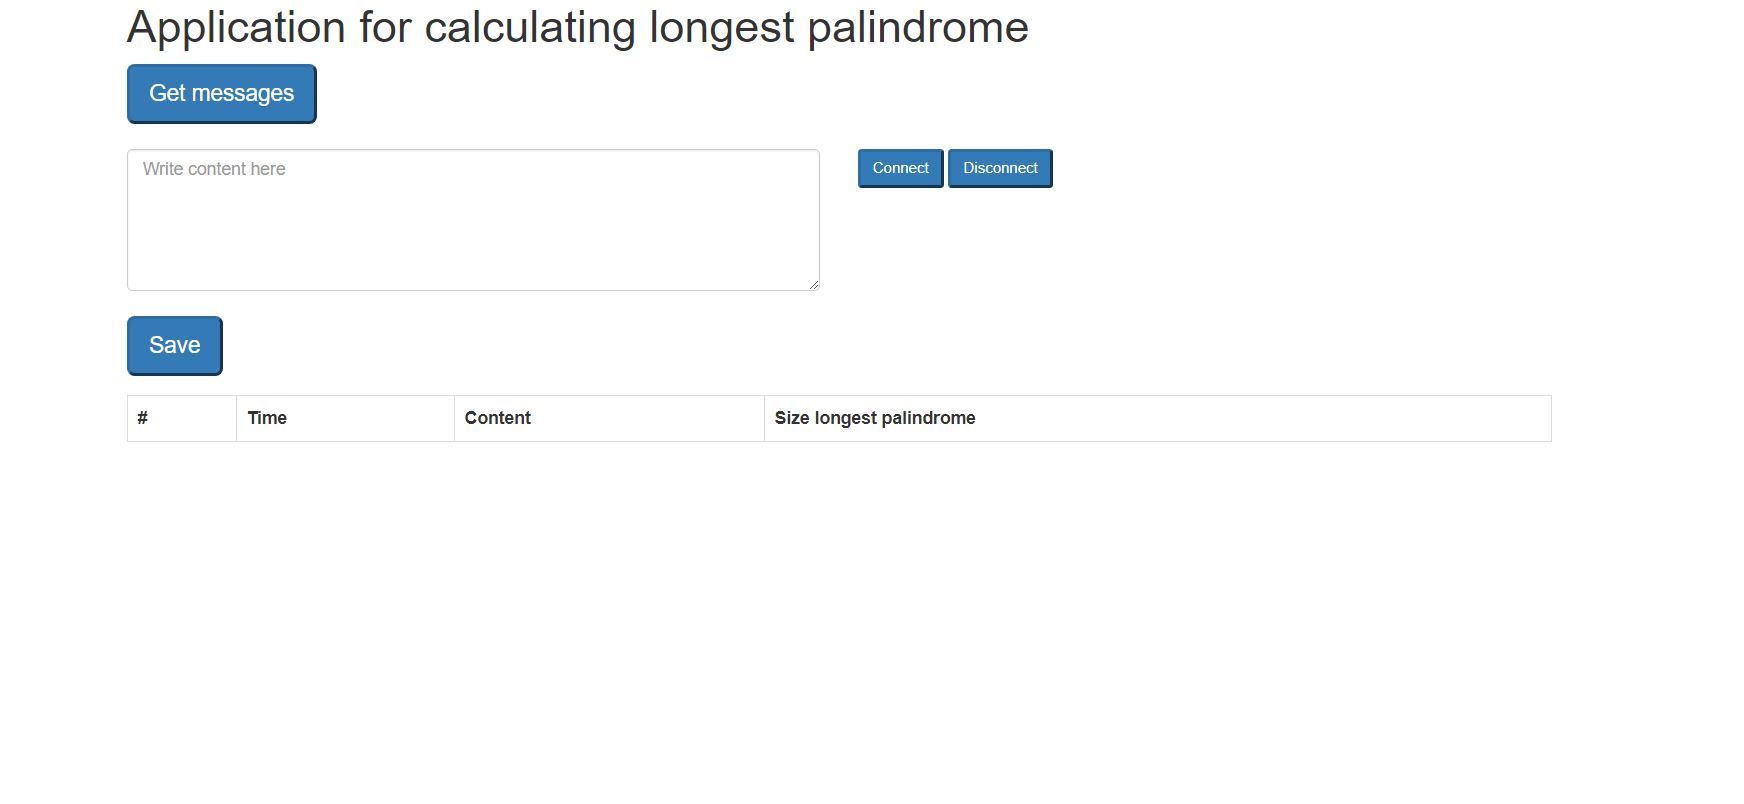 Application for calculating longest palindrome
Get messages
Write content here
Connect Disconnect
Save
# Time Content Size longest palindrome